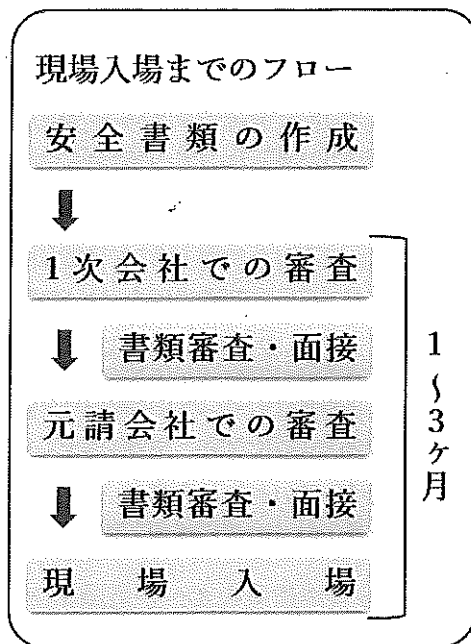 現場入場までのフロー
安全書類の作成
1次会社での審査
書類審査・面接
元請会社での審査
書類審査・面接
現場入場
1～3ヶ月